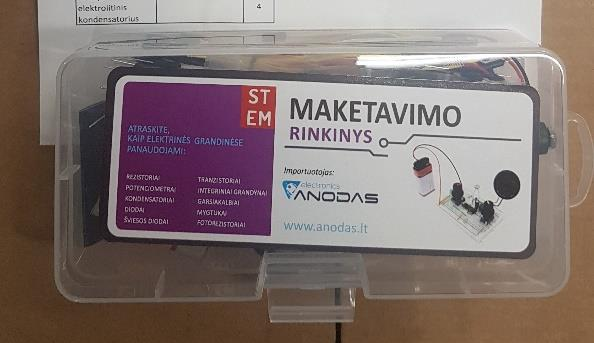 elektrolitinis
kondensatorius
4
ST
EM
ATRASKITE,
KAIP ELEKTRINĖS GRANDINĖSE
PANAUDOJAMI:
REZISTORIAI
POTENCIOMETRAI
KONDENSATORIAI
DIODAI
ŠVIESOS DIODAI
TRANZISTORIAI
INTEGRINIAI GRANDYNAI
GARSIAKALBIAI
MYGTUKAI
FOTOREZISTORIAI
MAKETAVIMO
RINKINYS
Importuotojas:
electronics
ANODAS
www.anodas.lt